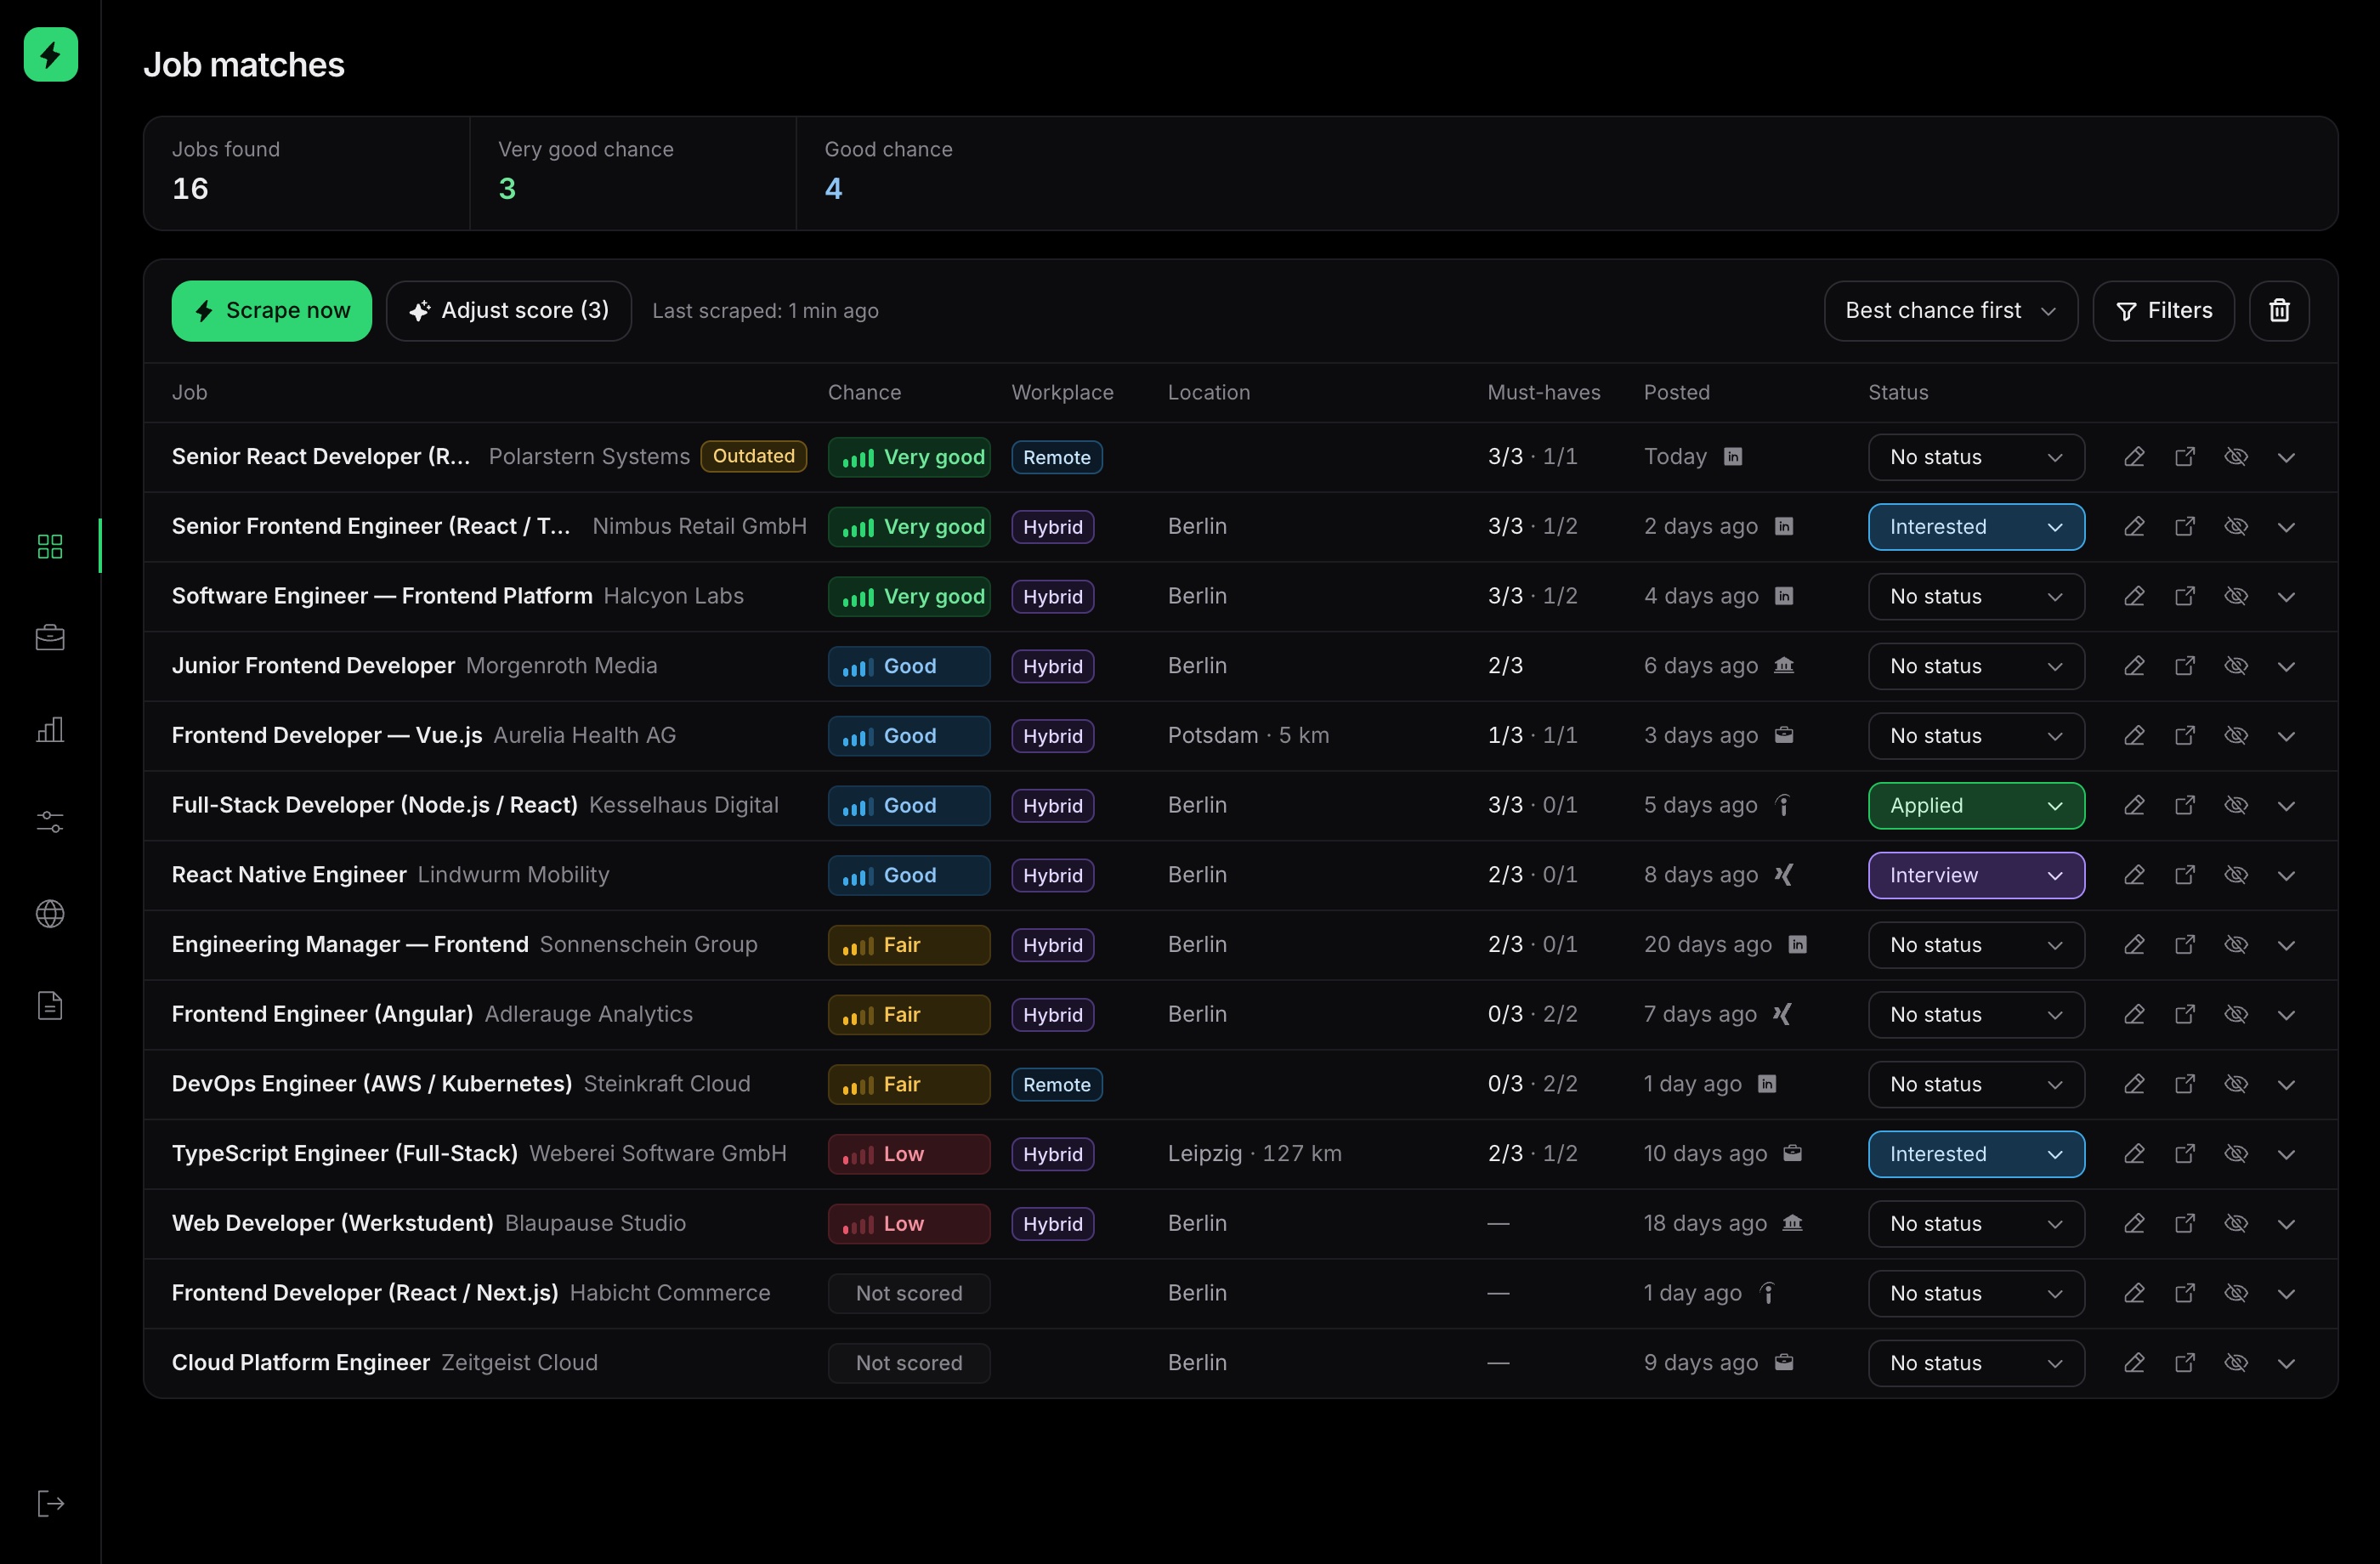 Job matches
Jobs found
16
Very good chance
3
Good chance
4
Scrape now Adjust score (3) Last scraped: 1 min ago Best chance first Filters
Job Chance Workplace Location Must-haves Posted Status
Senior React Developer (R... Polarstern Systems Outdated Very good Remote 3/3 · 1/1 Today in No status
Senior Frontend Engineer (React / T... Nimbus Retail GmbH Very good Hybrid Berlin 3/3 · 1/2 2 days ago in Interested
Software Engineer — Frontend Platform Halcyon Labs Very good Hybrid Berlin 3/3 · 1/2 4 days ago in No status
Junior Frontend Developer Morgenroth Media Good Hybrid Berlin 2/3 6 days ago No status
Frontend Developer — Vue.js Aurelia Health AG Good Hybrid Potsdam · 5 km 1/3 · 1/1 3 days ago No status
Full-Stack Developer (Node.js / React) Kesselhaus Digital Good Hybrid Berlin 3/3 · 0/1 5 days ago Applied
React Native Engineer Lindwurm Mobility Good Hybrid Berlin 2/3 · 0/1 8 days ago Interview
Engineering Manager — Frontend Sonnenschein Group Fair Hybrid Berlin 2/3 · 0/1 20 days ago in No status
Frontend Engineer (Angular) Adlerauge Analytics Fair Hybrid Berlin 0/3 · 2/2 7 days ago No status
DevOps Engineer (AWS / Kubernetes) Steinkraft Cloud Fair Remote 0/3 · 2/2 1 day ago in No status
TypeScript Engineer (Full-Stack) Weberei Software GmbH Low Hybrid Leipzig · 127 km 2/3 · 1/2 10 days ago Interested
Web Developer (Werkstudent) Blaupause Studio Low Hybrid Berlin — 18 days ago No status
Frontend Developer (React / Next.js) Habicht Commerce Not scored Berlin — 1 day ago No status
Cloud Platform Engineer Zeitgeist Cloud Not scored Berlin — 9 days ago No status